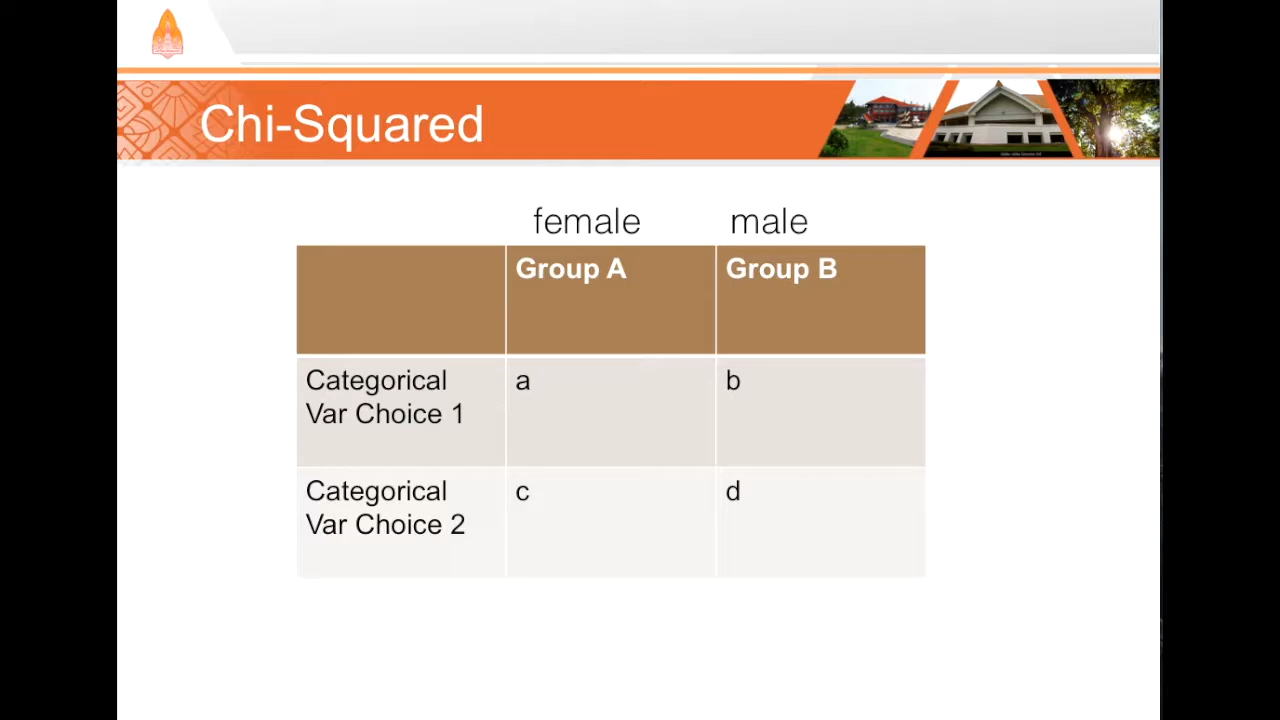 Chi-Squared
female male
Group A Group B
Categorical a b
Var Choice 1
Categorical c d
Var Choice 2